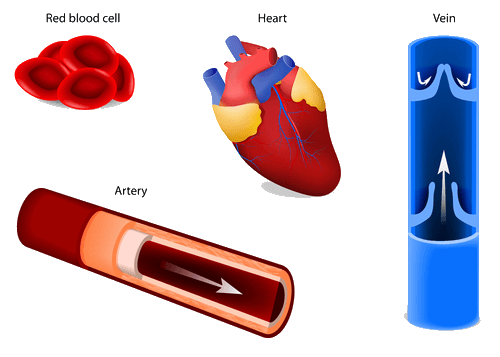 Red blood cell
Heart
Vein
Artery